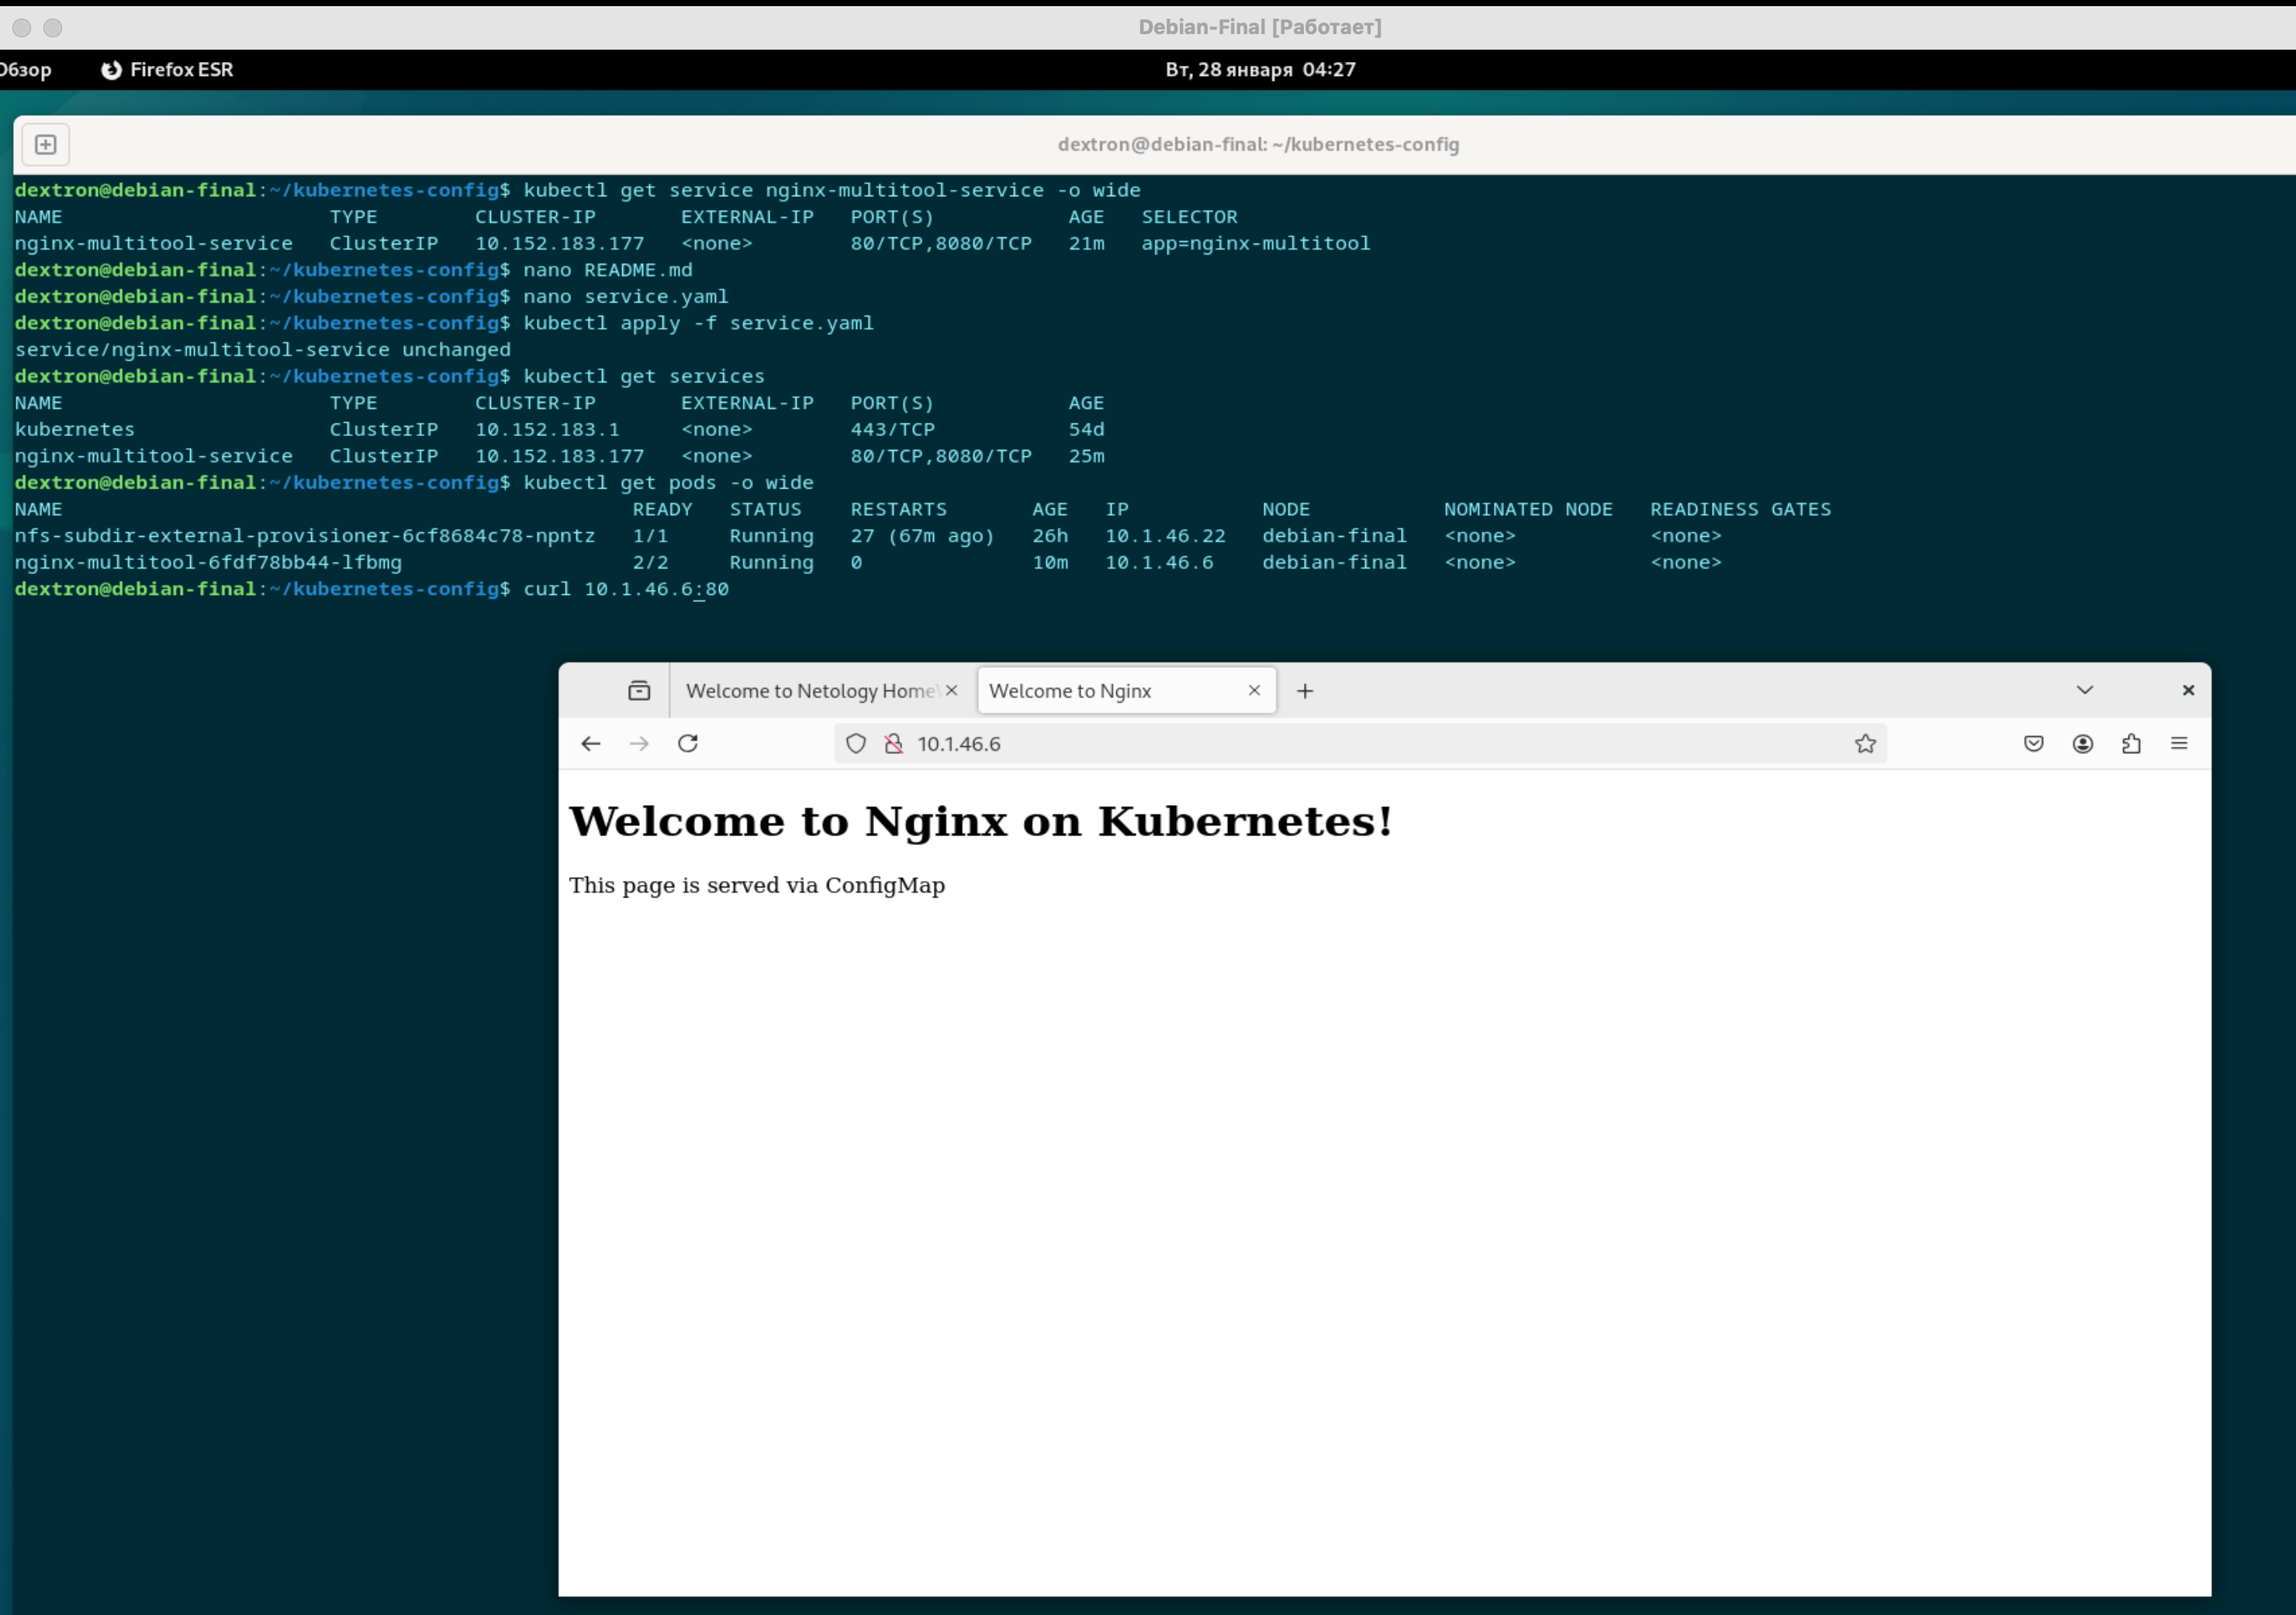 Debian-Final [Работает]
Обзор Firefox ESR Вт, 28 января 04:27
dextron@debian-final: ~/kubernetes-config
dextron@debian-final:~/kubernetes-config$ kubectl get service nginx-multitool-service -o wide
NAME TYPE CLUSTER-IP EXTERNAL-IP PORT(S) AGE SELECTOR
nginx-multitool-service ClusterIP 10.152.183.177 <none> 80/TCP,8080/TCP 21m app=nginx-multitool
dextron@debian-final:~/kubernetes-config$ nano README.md
dextron@debian-final:~/kubernetes-config$ nano service.yaml
dextron@debian-final:~/kubernetes-config$ kubectl apply -f service.yaml
service/nginx-multitool-service unchanged
dextron@debian-final:~/kubernetes-config$ kubectl get services
NAME TYPE CLUSTER-IP EXTERNAL-IP PORT(S) AGE
kubernetes ClusterIP 10.152.183.1 <none> 443/TCP 54d
nginx-multitool-service ClusterIP 10.152.183.177 <none> 80/TCP,8080/TCP 25m
dextron@debian-final:~/kubernetes-config$ kubectl get pods -o wide
NAME READY STATUS RESTARTS AGE IP NODE NOMINATED NODE READINESS GATES
nfs-subdir-external-provisioner-6cf8684c78-npntz 1/1 Running 27 (67m ago) 26h 10.1.46.22 debian-final <none> <none>
nginx-multitool-6fdf78bb44-lfbmg 2/2 Running 0 10m 10.1.46.6 debian-final <none> <none>
dextron@debian-final:~/kubernetes-config$ curl 10.1.46.6:80
Welcome to Netology Home Welcome to Nginx
10.1.46.6
Welcome to Nginx on Kubernetes!
This page is served via ConfigMap